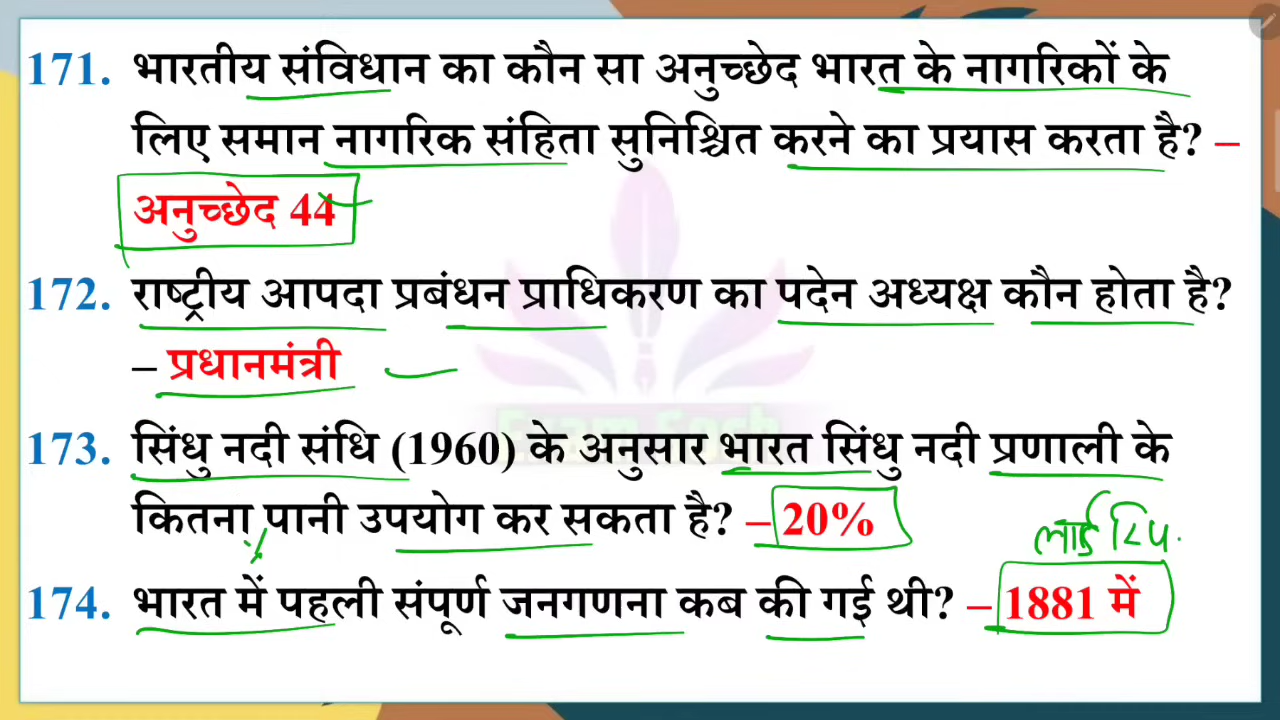 171. भारतीय संविधान का कौन सा अनुच्छेद भारत के नागरिकों के
लिए समान नागरिक संहिता सुनिश्चित करने का प्रयास करता है? –
अनुच्छेद 44
172. राष्ट्रीय आपदा प्रबंधन प्राधिकरण का पदेन अध्यक्ष कौन होता है?
– प्रधानमंत्री
173. सिंधु नदी संधि (1960) के अनुसार भारत सिंधु नदी प्रणाली के
कितना पानी उपयोग कर सकता है? – 20%
लार्ड रिप.
174. भारत में पहली संपूर्ण जनगणना कब की गई थी? – 1881 में